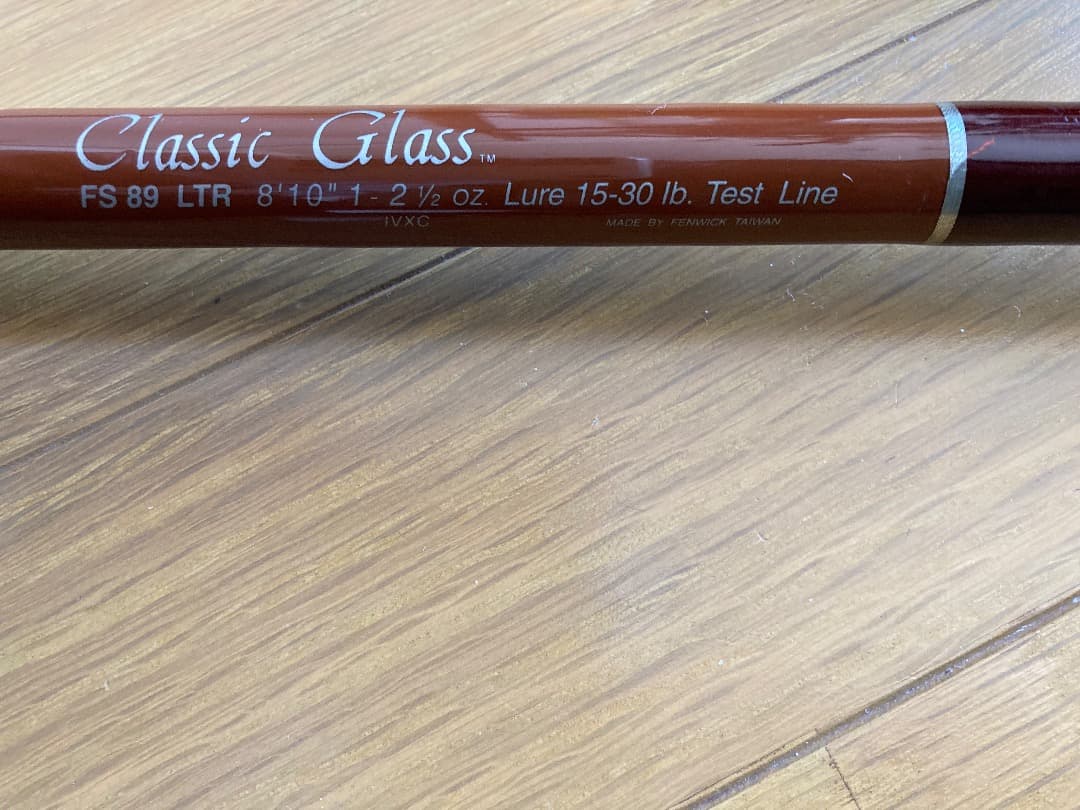 Classic Glass™
FS 89 LTR 8'10" 1 - 2 ½ oz. Lure 15-30 lb. Test Line
IVXC MADE BY FENWICK TAIWAN